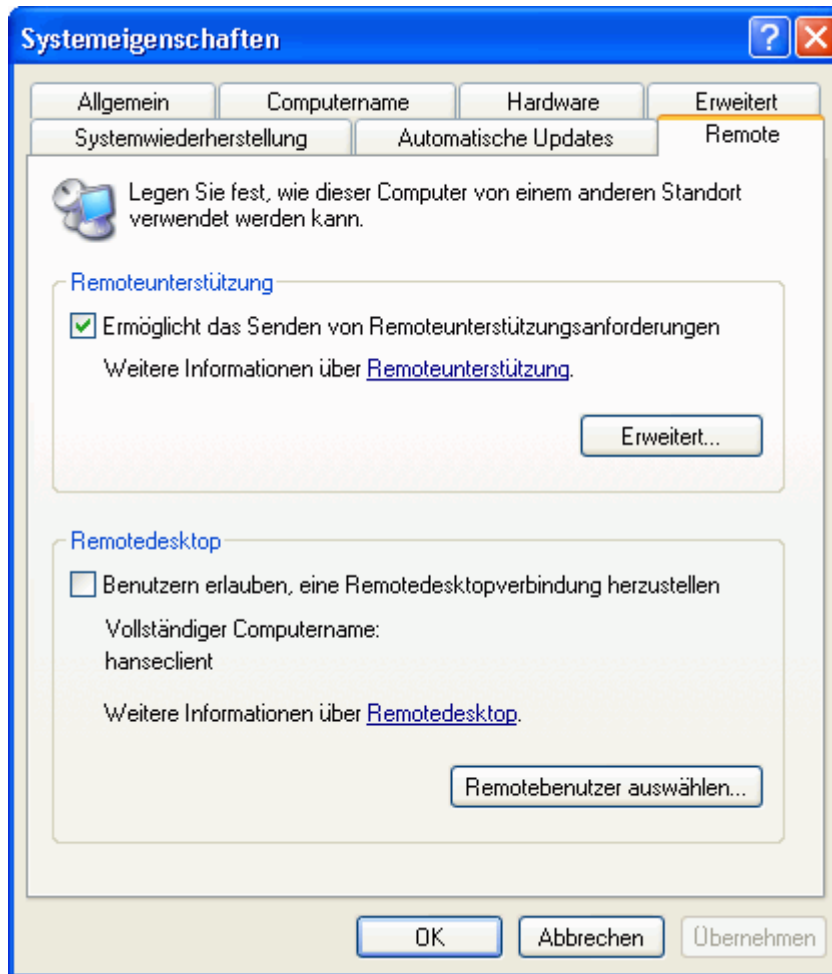 Systemeigenschaften
Allgemein Computername Hardware Erweitert
Systemwiederherstellung Automatische Updates Remote
Legen Sie fest, wie dieser Computer von einem anderen Standort
verwendet werden kann.
Remoteunterstützung
Ermöglicht das Senden von Remoteunterstützungsanforderungen
Weitere Informationen über Remoteunterstützung.
Erweitert...
Remotedesktop
Benutzern erlauben, eine Remotedesktopverbindung herzustellen
Vollständiger Computername:
hanseclient
Weitere Informationen über Remotedesktop.
Remotebenutzer auswählen...
OK Abbrechen Übernehmen